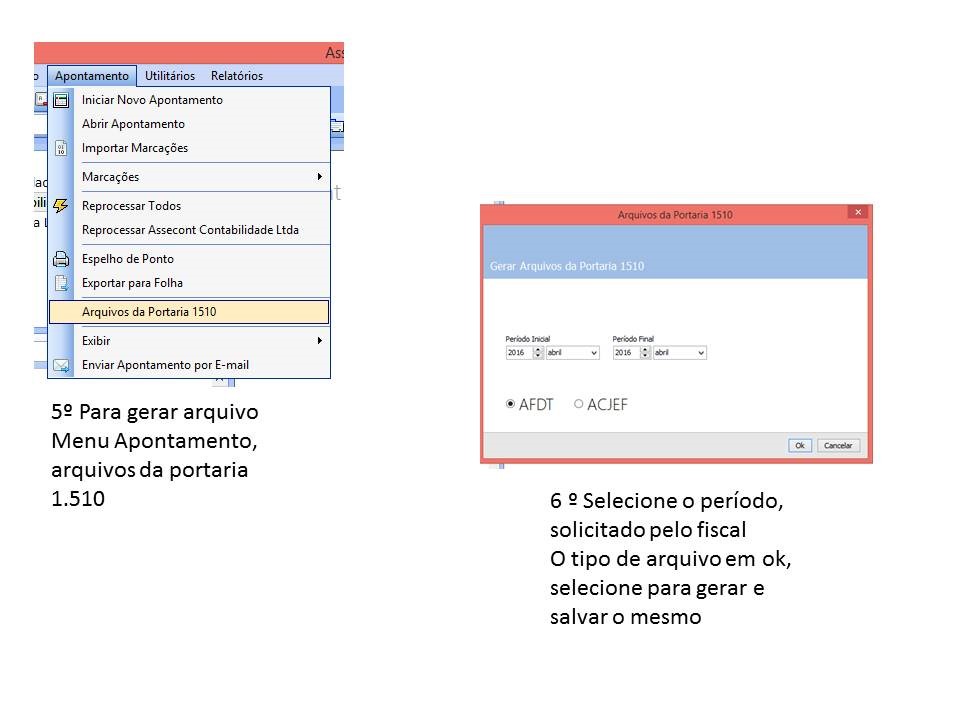 Ass
Apontamento Utilitários Relatórios
Iniciar Novo Apontamento
Abrir Apontamento
Importar Marcações
Marcações
Reprocessar Todos
Reprocessar Assecont Contabilidade Ltda
Espelho de Ponto
Exportar para Folha
Arquivos da Portaria 1510
Exibir
Enviar Apontamento por E-mail
5º Para gerar arquivo
Menu Apontamento,
arquivos da portaria
1.510
Arquivos da Portaria 1510
Gerar Arquivos da Portaria 1510
Período Inicial Período Final
2016 abril 2016 abril
AFDT ACJEF
Ok Cancelar
6 º Selecione o período,
solicitado pelo fiscal
O tipo de arquivo em ok,
selecione para gerar e
salvar o mesmo